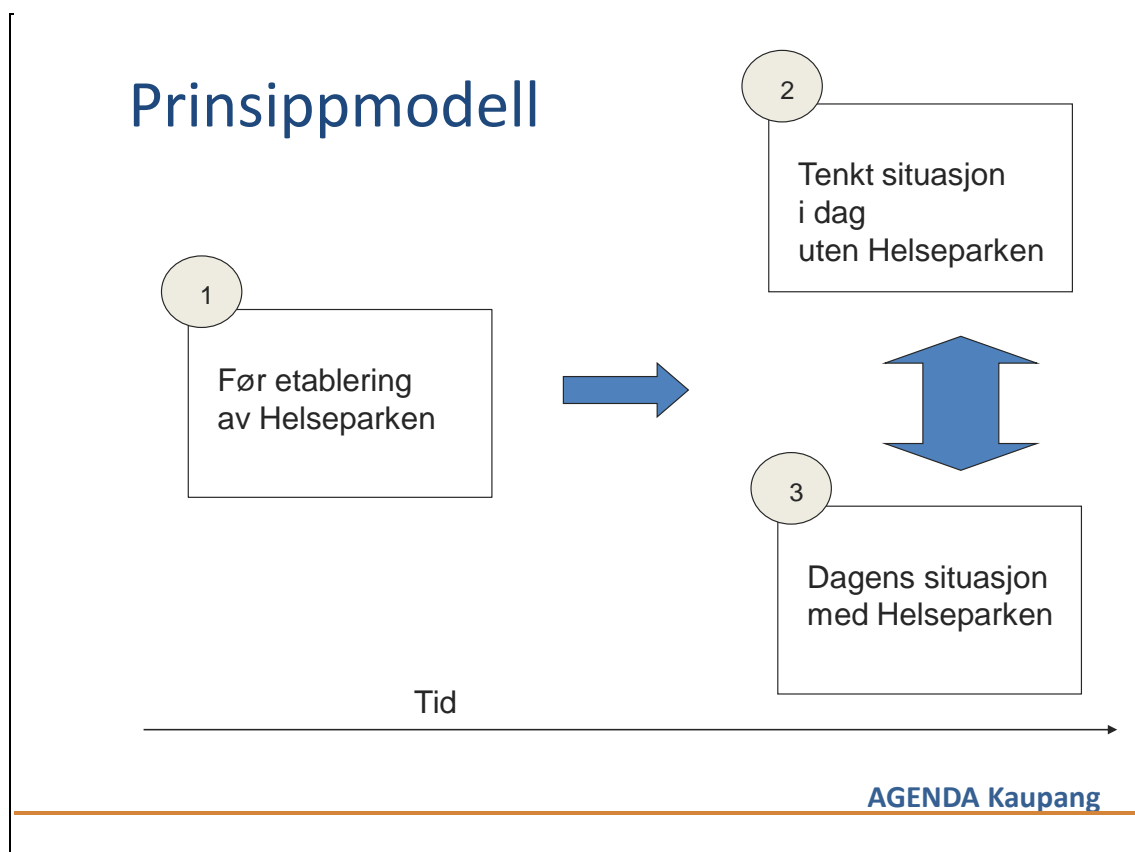 Prinsippmodell
1
Før etablering
av Helseparken
2
Tenkt situasjon
i dag
uten Helseparken
3
Dagens situasjon
med Helseparken
Tid
AGENDA Kaupang